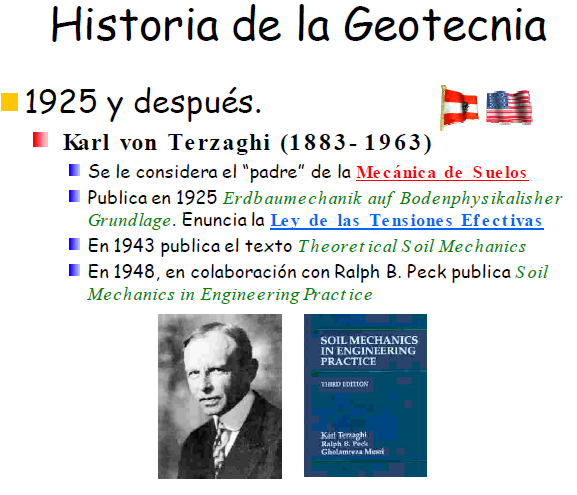 Historia de la Geotecnia
1925 y después.
Karl von Terzaghi (1883-1963)
Se le considera el “padre” de la Mecánica de Suelos
Publica en 1925 Erdbaumechanik auf Bodenphysikalisher
Grundlage. Enuncia la Ley de las Tensiones Efectivas
En 1943 publica el texto Theoretical Soil Mechanics
En 1948, en colaboración con Ralph B. Peck publica Soil
Mechanics in Engineering Practice
SOIL MECHANICS
IN ENGINEERING
PRACTICE
THIRD EDITION
Karl Terzaghi
Ralph B. Peck
Gholamreza Mesri